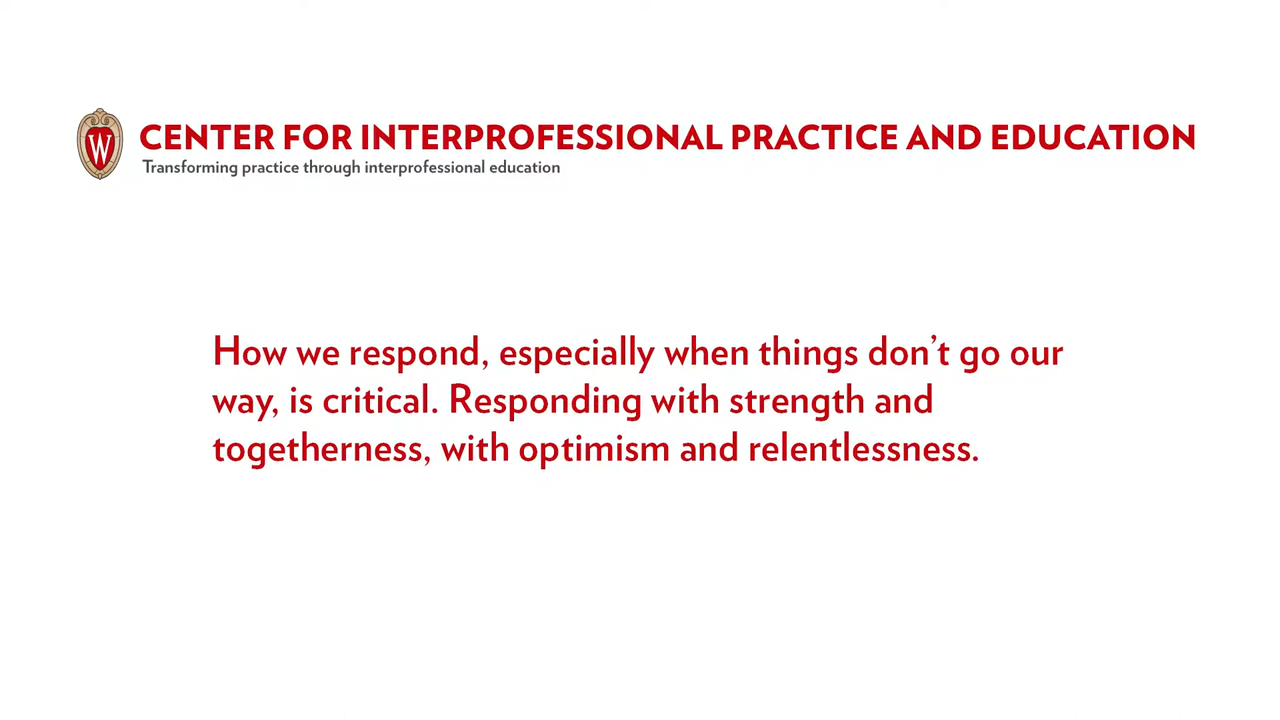 W
CENTER FOR INTERPROFESSIONAL PRACTICE AND EDUCATION
Transforming practice through interprofessional education
How we respond, especially when things don’t go our
way, is critical. Responding with strength and
togetherness, with optimism and relentlessness.